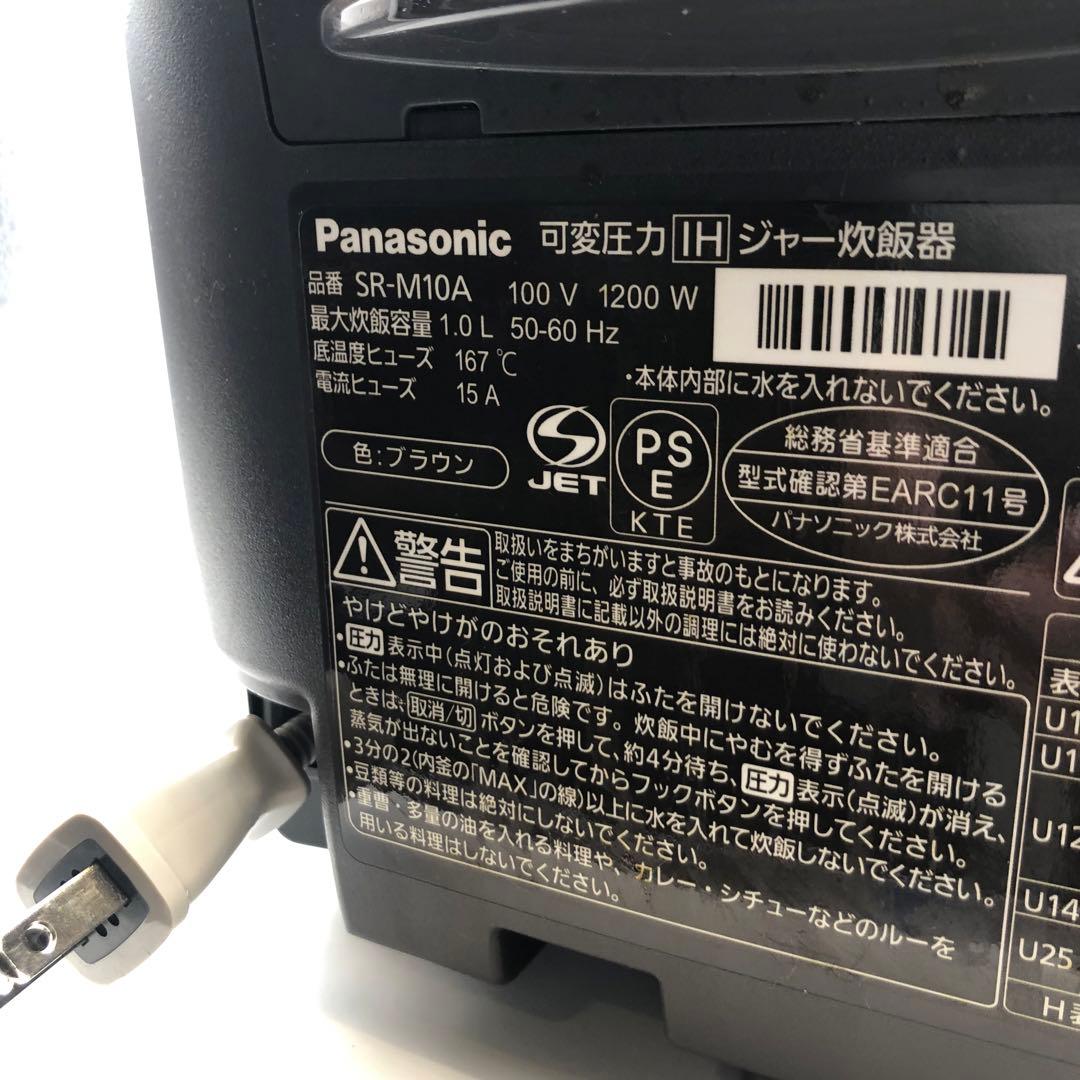 Panasonic 可変圧力IHジャー炊飯器
品番 SR-M10A 100 V 1200 W
最大炊飯容量 1.0 L 50-60 Hz
底温度ヒューズ 167 ℃
電流ヒューズ 15 A
・本体内部に水を入れないでください。
色:ブラウン
JET
PS
E
KTE
総務省基準適合
型式確認第EARC11号
パナソニック株式会社
警告
取扱いをまちがいますと事故のもとになります。
ご使用の前に、必ず取扱説明書をお読みください。
取扱説明書に記載以外の調理には絶対に使わないでください。
やけどやけがのおそれあり
・圧力 表示中(点灯および点滅)はふたを開けないでください。
・ふたは無理に開けると危険です。炊飯中にやむを得ずふたを開ける
ときは、取消/切 ボタンを押して、約4分待ち、圧力 表示(点滅)が消え、
蒸気が出ないことを確認してからフックボタンを押してください。
・3分の2(内釜の「MAX」の線)以上に水を入れて炊飯しないでください。
・豆類等の料理は絶対にしないでください。
・重曹・多量の油を入れる料理や、カレー・シチューなどのルーを
用いる料理はしないでください。
表
U1
U1
U12
U14
U25
H表